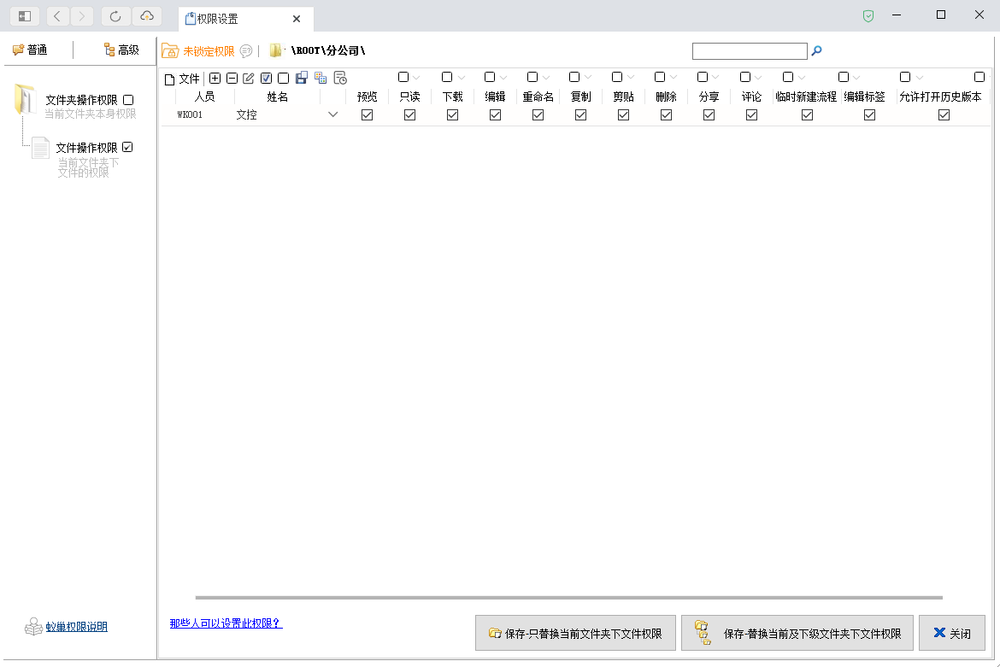 权限设置
普通
高级
未锁定权限
\ROOT\分公司\
文件夹操作权限
当前文件夹本身权限
文件操作权限
当前文件夹下
文件的权限
文件
人员 姓名 预览 只读 下载 编辑 重命名 复制 剪贴 删除 分享 评论 临时新建流程 编辑标签 允许打开历史版本
WK001 文控
蚁巢权限说明
那些人可以设置此权限?
保存-只替换当前文件夹下文件权限
保存-替换当前及下级文件夹下文件权限
关闭